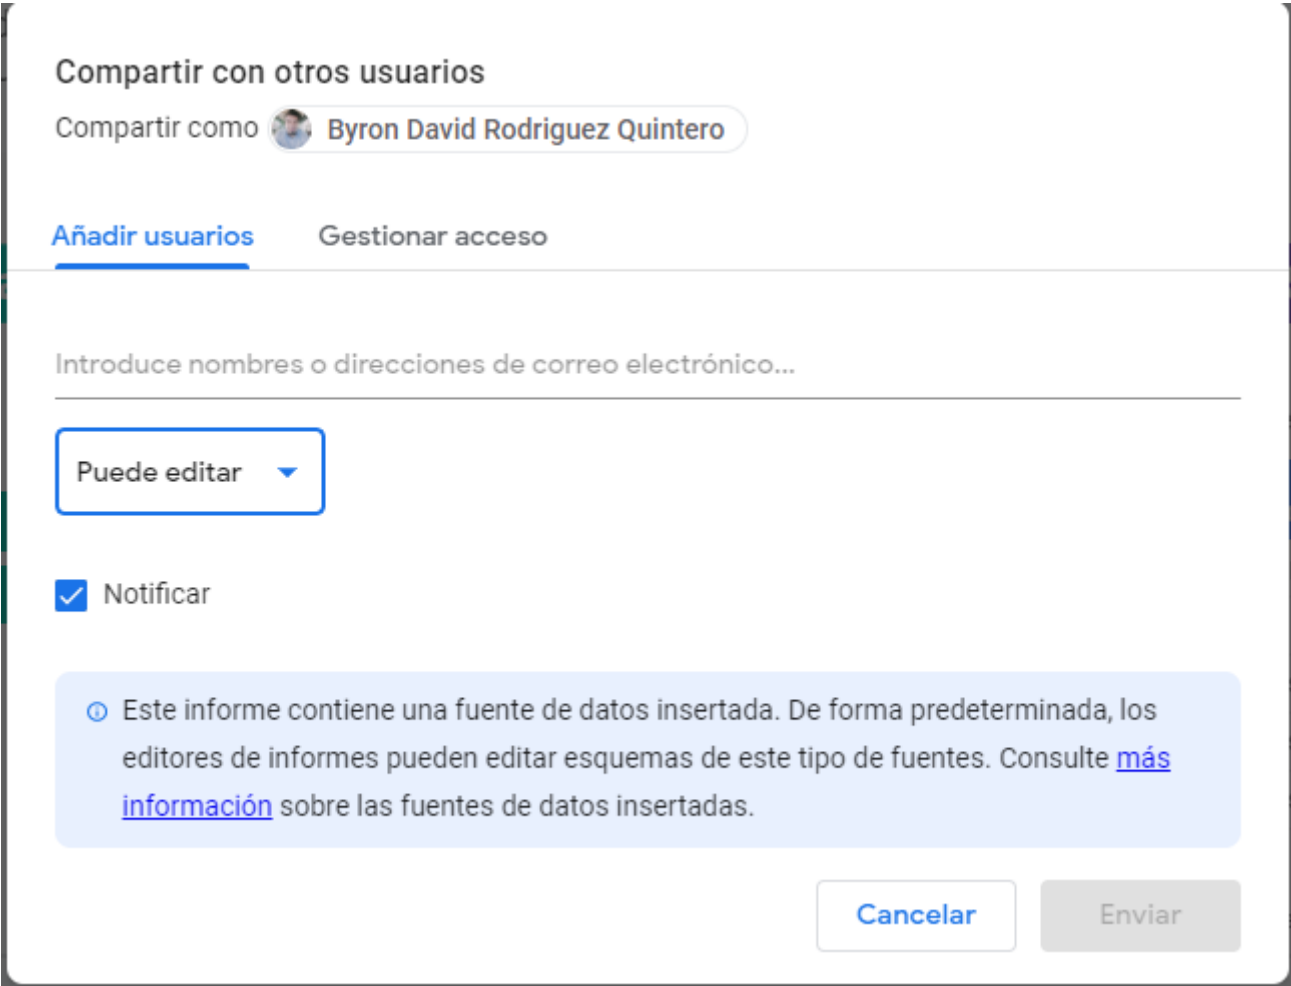 Compartir con otros usuarios
Compartir como Byron David Rodriguez Quintero
Añadir usuarios Gestionar acceso
Introduce nombres o direcciones de correo electrónico...
Puede editar
Notificar
Este informe contiene una fuente de datos insertada. De forma predeterminada, los
editores de informes pueden editar esquemas de este tipo de fuentes. Consulte más
información sobre las fuentes de datos insertadas.
Cancelar Enviar